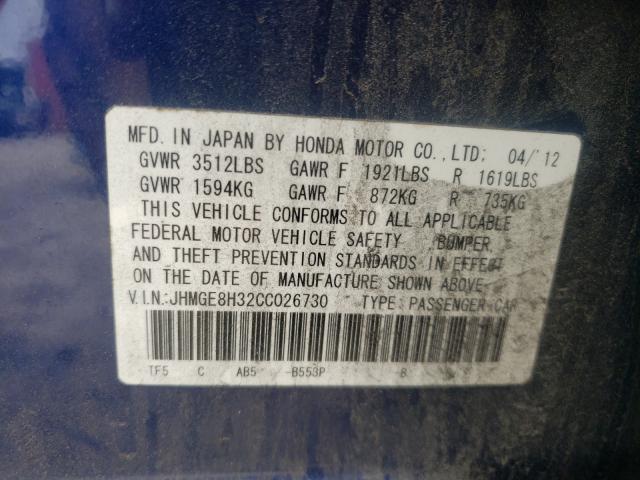 MFD. IN JAPAN BY HONDA MOTOR CO., LTD; 04/'12
GVWR 3512LBS GAWR F 1921LBS R 1619LBS
GVWR 1594KG GAWR F 872KG R 735KG
THIS VEHICLE CONFORMS TO ALL APPLICABLE
FEDERAL MOTOR VEHICLE SAFETY BUMPER
AND THEFT PREVENTION STANDARDS IN EFFECT
ON THE DATE OF MANUFACTURE SHOWN ABOVE
V.I.N.:JHMGE8H32CC026730 TYPE: PASSENGER CAR
TF5 C AB5 -B553P B